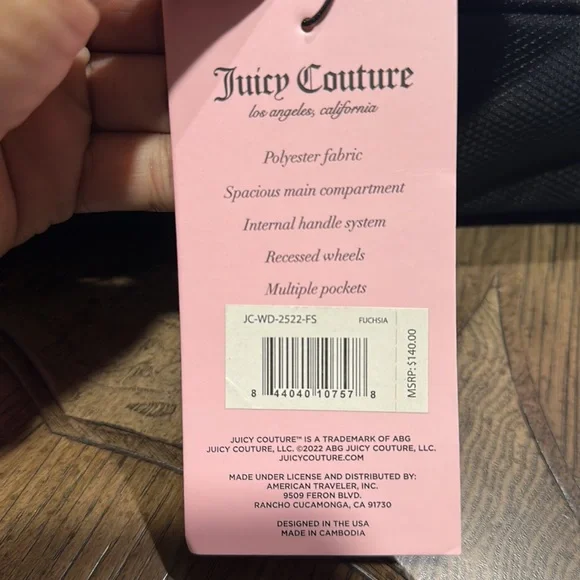 Juicy Couture
los angeles, california
Polyester fabric
Spacious main compartment
Internal handle system
Recessed wheels
Multiple pockets
JC-WD-2522-FS FUCHSIA
MSRP: $140.00
8 44040 10757 8
JUICY COUTURE™ IS A TRADEMARK OF ABG
JUICY COUTURE, LLC. ©2022 ABG JUICY COUTURE, LLC.
JUICYCOUTURE.COM
MADE UNDER LICENSE AND DISTRIBUTED BY:
AMERICAN TRAVELER, INC.
9509 FERON BLVD.
RANCHO CUCAMONGA, CA 91730
DESIGNED IN THE USA
MADE IN CAMBODIA